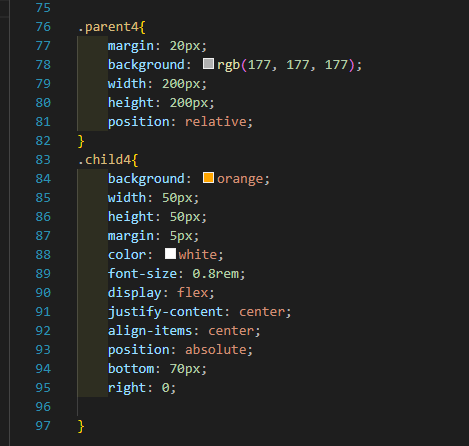 75
76 .parent4{
77     margin: 20px;
78     background: rgb(177, 177, 177);
79     width: 200px;
80     height: 200px;
81     position: relative;
82 }
83 .child4{
84     background: orange;
85     width: 50px;
86     height: 50px;
87     margin: 5px;
88     color: white;
89     font-size: 0.8rem;
90     display: flex;
91     justify-content: center;
92     align-items: center;
93     position: absolute;
94     bottom: 70px;
95     right: 0;
96
97 }